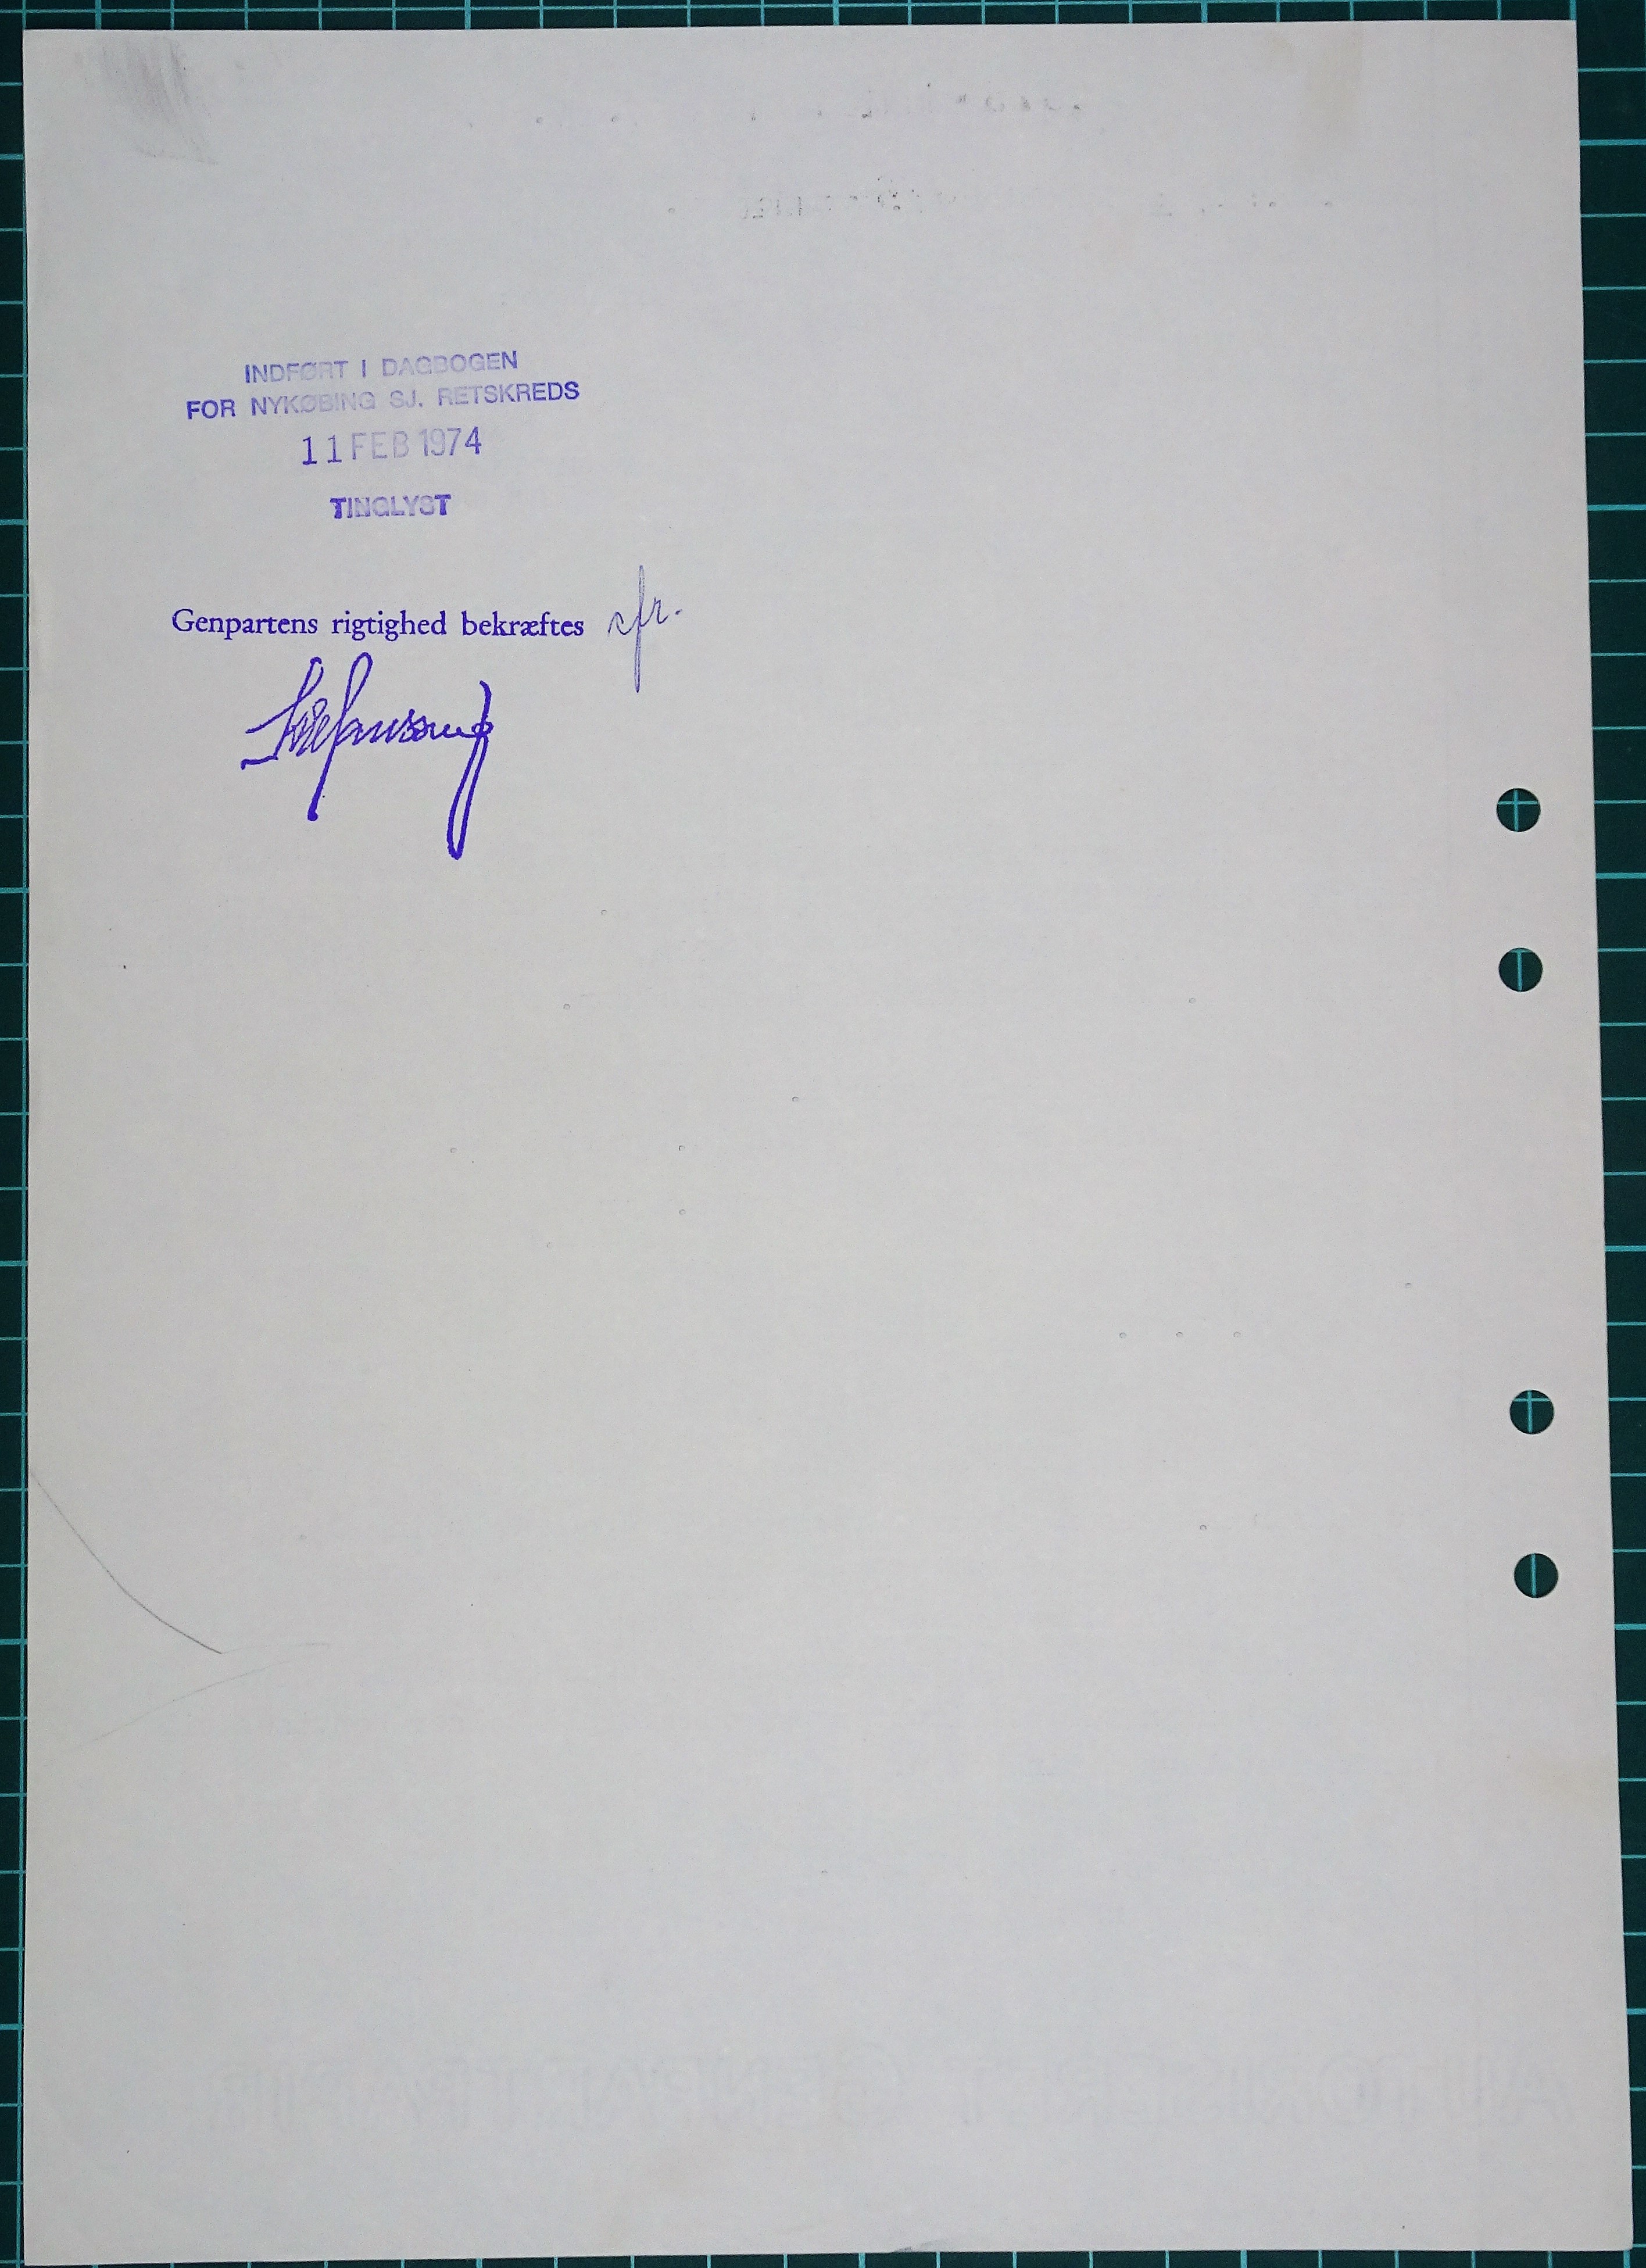 INDFØRT I DAGBOGEN
FOR NYKØBING SJ. RETSKREDS
11 FEB 1974
TINGLYST
Genpartens rigtighed bekræftes